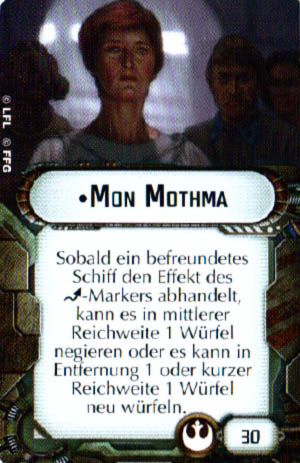 © LFL © FFG
•Mon Mothma
Sobald ein befreundetes
Schiff den Effekt des
-Markers abhandelt,
kann es in mittlerer
Reichweite 1 Würfel
negieren oder es kann in
Entfernung 1 oder kurzer
Reichweite 1 Würfel
neu würfeln.
30